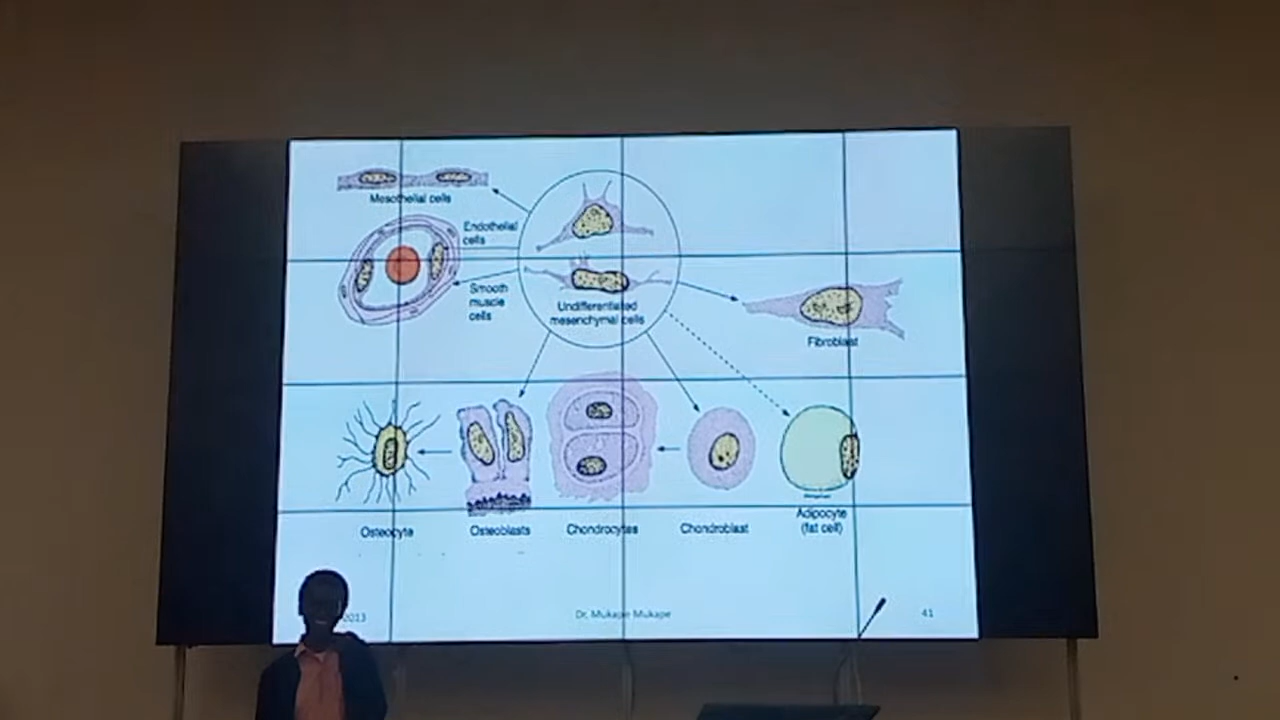 Mesothelial cells
Endothelial
cells
Smooth
muscle
cells
Undifferentiated
mesenchymal cells
Fibroblast
Osteocyte
Osteoblasts
Chondrocytes
Chondroblast
Adipocyte
(fat cell)
2013
Dr. Mukape Mukape
41